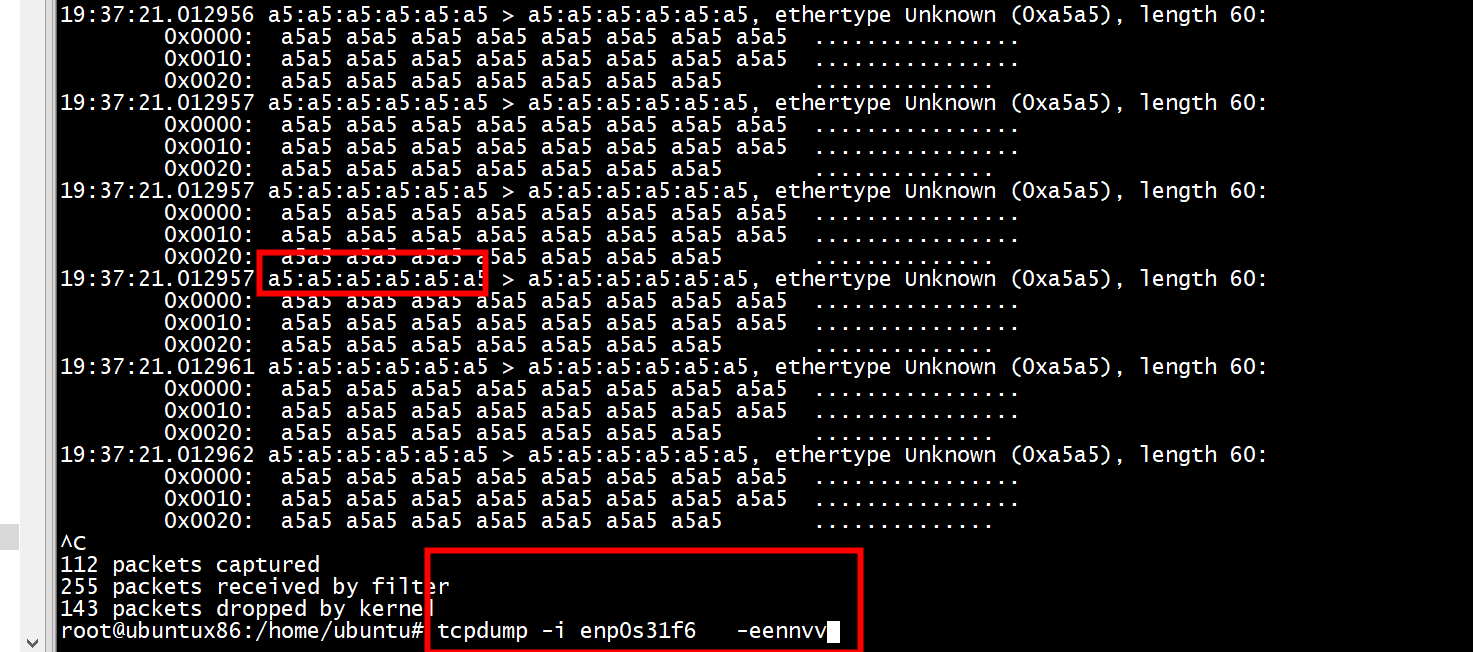 19:37:21.012956 a5:a5:a5:a5:a5:a5 > a5:a5:a5:a5:a5:a5, ethertype Unknown (0xa5a5), length 60:
0x0000:  a5a5 a5a5 a5a5 a5a5 a5a5 a5a5 a5a5 a5a5  ................
0x0010:  a5a5 a5a5 a5a5 a5a5 a5a5 a5a5 a5a5 a5a5  ................
0x0020:  a5a5 a5a5 a5a5 a5a5 a5a5 a5a5 a5a5       ..............
19:37:21.012957 a5:a5:a5:a5:a5:a5 > a5:a5:a5:a5:a5:a5, ethertype Unknown (0xa5a5), length 60:
0x0000:  a5a5 a5a5 a5a5 a5a5 a5a5 a5a5 a5a5 a5a5  ................
0x0010:  a5a5 a5a5 a5a5 a5a5 a5a5 a5a5 a5a5 a5a5  ................
0x0020:  a5a5 a5a5 a5a5 a5a5 a5a5 a5a5 a5a5       ..............
19:37:21.012957 a5:a5:a5:a5:a5:a5 > a5:a5:a5:a5:a5:a5, ethertype Unknown (0xa5a5), length 60:
0x0000:  a5a5 a5a5 a5a5 a5a5 a5a5 a5a5 a5a5 a5a5  ................
0x0010:  a5a5 a5a5 a5a5 a5a5 a5a5 a5a5 a5a5 a5a5  ................
0x0020:  a5a5 a5a5 a5a5 a5a5 a5a5 a5a5 a5a5       ..............
19:37:21.012957 a5:a5:a5:a5:a5:a5 > a5:a5:a5:a5:a5:a5, ethertype Unknown (0xa5a5), length 60:
0x0000:  a5a5 a5a5 a5a5 a5a5 a5a5 a5a5 a5a5 a5a5  ................
0x0010:  a5a5 a5a5 a5a5 a5a5 a5a5 a5a5 a5a5 a5a5  ................
0x0020:  a5a5 a5a5 a5a5 a5a5 a5a5 a5a5 a5a5       ..............
19:37:21.012961 a5:a5:a5:a5:a5:a5 > a5:a5:a5:a5:a5:a5, ethertype Unknown (0xa5a5), length 60:
0x0000:  a5a5 a5a5 a5a5 a5a5 a5a5 a5a5 a5a5 a5a5  ................
0x0010:  a5a5 a5a5 a5a5 a5a5 a5a5 a5a5 a5a5 a5a5  ................
0x0020:  a5a5 a5a5 a5a5 a5a5 a5a5 a5a5 a5a5       ..............
19:37:21.012962 a5:a5:a5:a5:a5:a5 > a5:a5:a5:a5:a5:a5, ethertype Unknown (0xa5a5), length 60:
0x0000:  a5a5 a5a5 a5a5 a5a5 a5a5 a5a5 a5a5 a5a5  ................
0x0010:  a5a5 a5a5 a5a5 a5a5 a5a5 a5a5 a5a5 a5a5  ................
0x0020:  a5a5 a5a5 a5a5 a5a5 a5a5 a5a5 a5a5       ..............
^C
112 packets captured
255 packets received by filter
143 packets dropped by kernel
root@ubuntux86:/home/ubuntu# tcpdump -i enp0s31f6   -eennvv